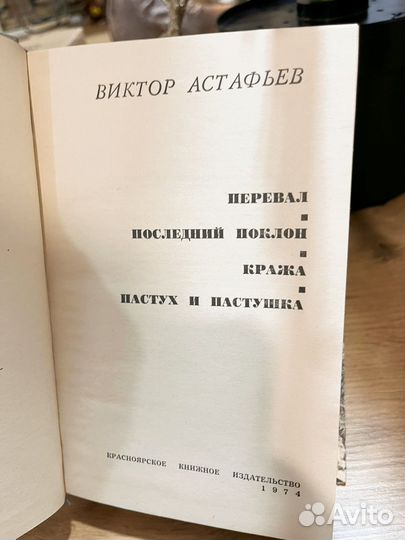 ВИКТОР АСТАФЬЕВ
ПЕРЕВАЛ
ПОСЛЕДНИЙ ПОКЛОН
КРАЖА
ПАСТУХ И ПАСТУШКА
КРАСНОЯРСКОЕ КНИЖНОЕ ИЗДАТЕЛЬСТВО
1974
Avito